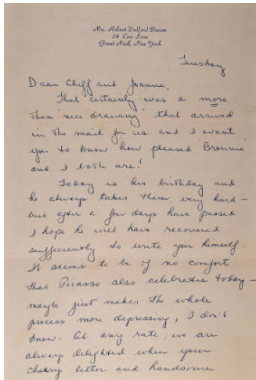 Mrs. Robert Delford Brown
24 Cow Lane
Great Neck, New York
Tuesday
Dear Cliff and Joanna,
That certainly was a more
than "nice drawing" that arrived
in the mail for us and I want
you to know how pleased Brownie
and I both are!
Today is his birthday and
he always takes them very hard –
but after a few days have passed
I hope he will have recovered
sufficiently to write you himself.
It seems to be of no comfort
that Picasso also celebrates today –
maybe just makes the whole
process more depressing, I don't
know. At any rate, we are
always delighted when your
cheery letter and handsome